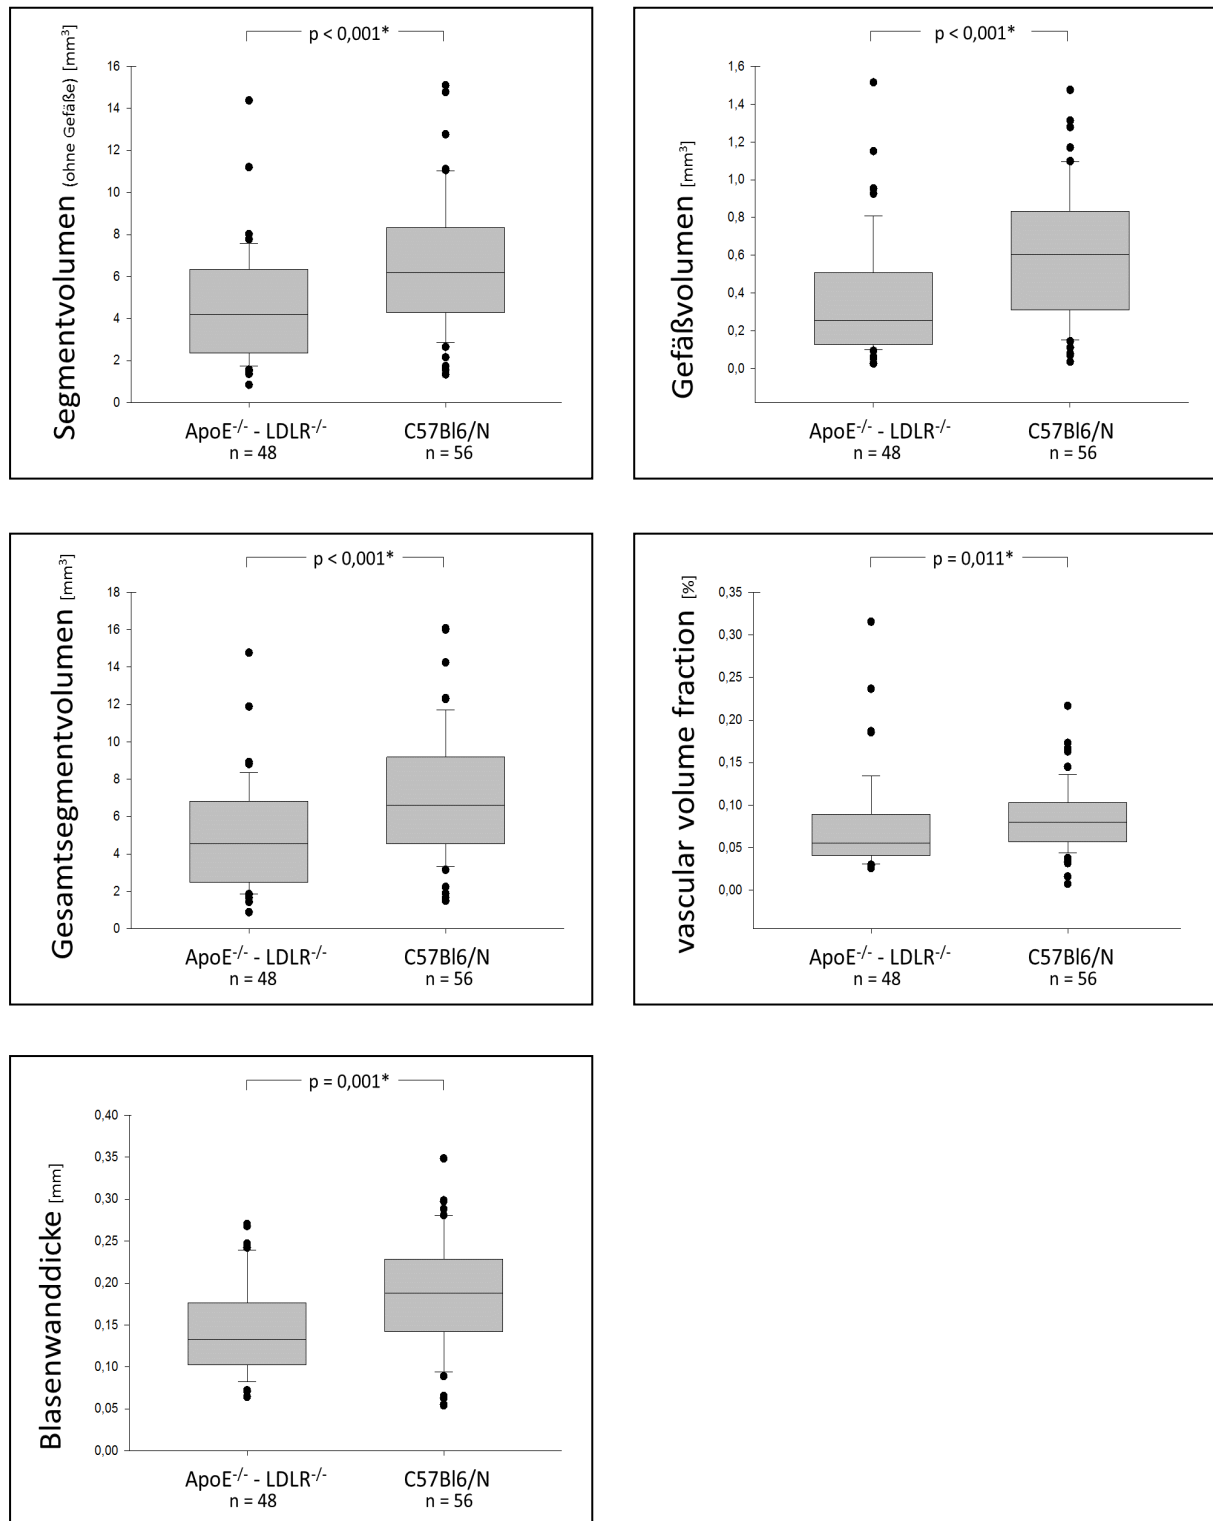 p < 0,001*
Segmentvolumen (ohne Gefäße) [mm³]
16
14
12
10
8
6
4
2
0
ApoE⁻/⁻ - LDLR⁻/⁻
n = 48
C57Bl6/N
n = 56
p < 0,001*
Gefäßvolumen [mm³]
1,6
1,4
1,2
1,0
0,8
0,6
0,4
0,2
0,0
ApoE⁻/⁻ - LDLR⁻/⁻
n = 48
C57Bl6/N
n = 56
p < 0,001*
Gesamtsegmentvolumen [mm³]
18
16
14
12
10
8
6
4
2
0
ApoE⁻/⁻ - LDLR⁻/⁻
n = 48
C57Bl6/N
n = 56
p = 0,011*
vascular volume fraction [%]
0,35
0,30
0,25
0,20
0,15
0,10
0,05
0,00
ApoE⁻/⁻ - LDLR⁻/⁻
n = 48
C57Bl6/N
n = 56
p = 0,001*
Blasenwanddicke [mm]
0,40
0,35
0,30
0,25
0,20
0,15
0,10
0,05
0,00
ApoE⁻/⁻ - LDLR⁻/⁻
n = 48
C57Bl6/N
n = 56